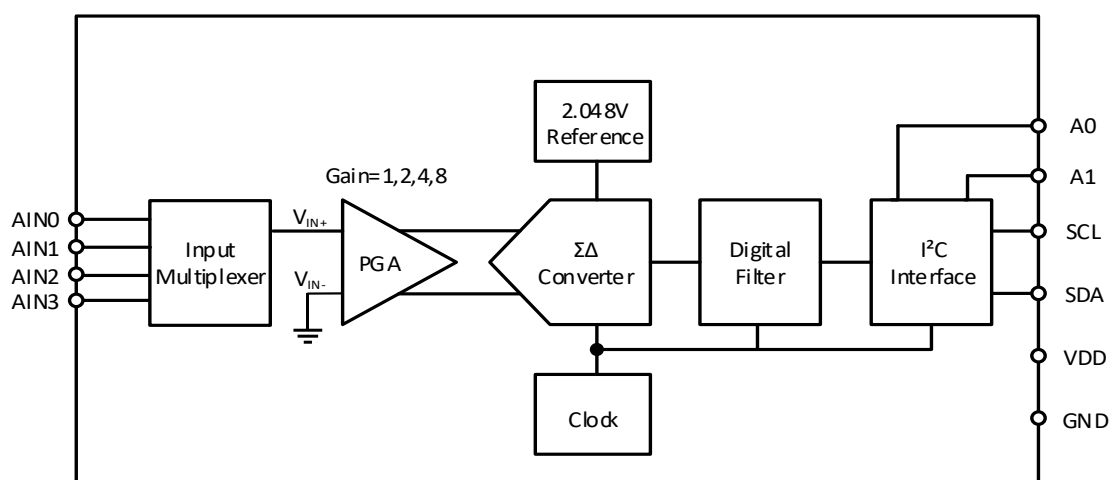 2.048V
Reference
A0
Gain=1,2,4,8
A1
AIN0
AIN1
AIN2
AIN3
Input
Multiplexer
VIN+
VIN-
PGA
ΣΔ
Converter
Digital
Filter
I²C
Interface
SCL
SDA
VDD
Clock
GND